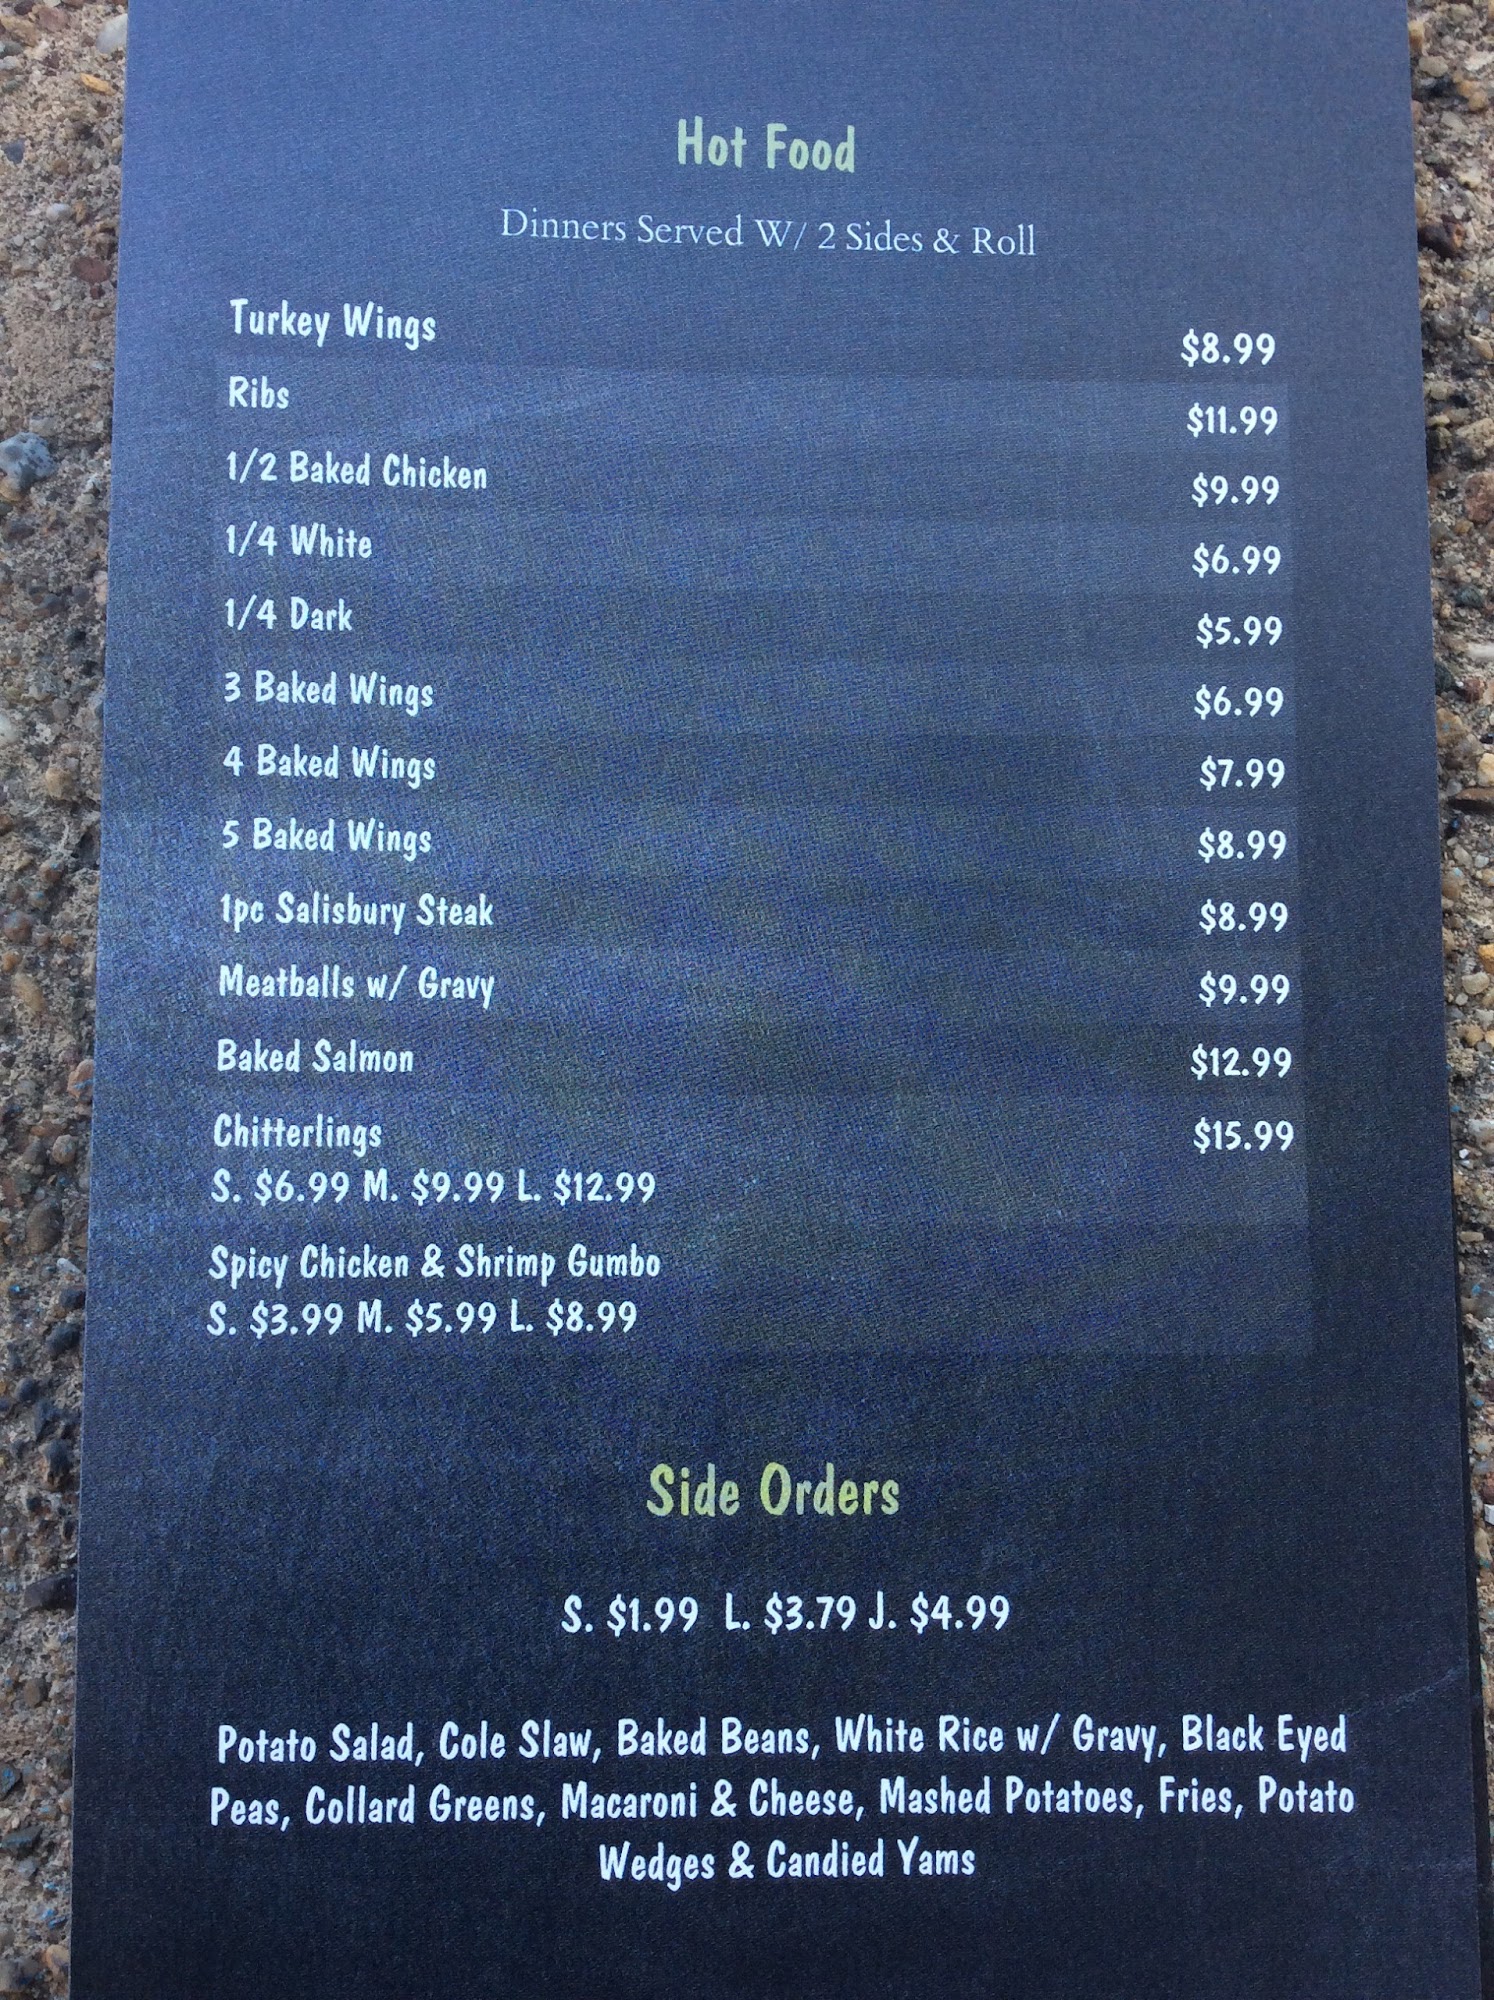 Hot Food
Dinners Served W/ 2 Sides & Roll
Turkey Wings $8.99
Ribs $11.99
1/2 Baked Chicken $9.99
1/4 White $6.99
1/4 Dark $5.99
3 Baked Wings $6.99
4 Baked Wings $7.99
5 Baked Wings $8.99
1pc Salisbury Steak $8.99
Meatballs w/ Gravy $9.99
Baked Salmon $12.99
Chitterlings $15.99
S. $6.99 M. $9.99 L. $12.99
Spicy Chicken & Shrimp Gumbo
S. $3.99 M. $5.99 L. $8.99
Side Orders
S. $1.99 L. $3.79 J. $4.99
Potato Salad, Cole Slaw, Baked Beans, White Rice w/ Gravy, Black Eyed
Peas, Collard Greens, Macaroni & Cheese, Mashed Potatoes, Fries, Potato
Wedges & Candied Yams